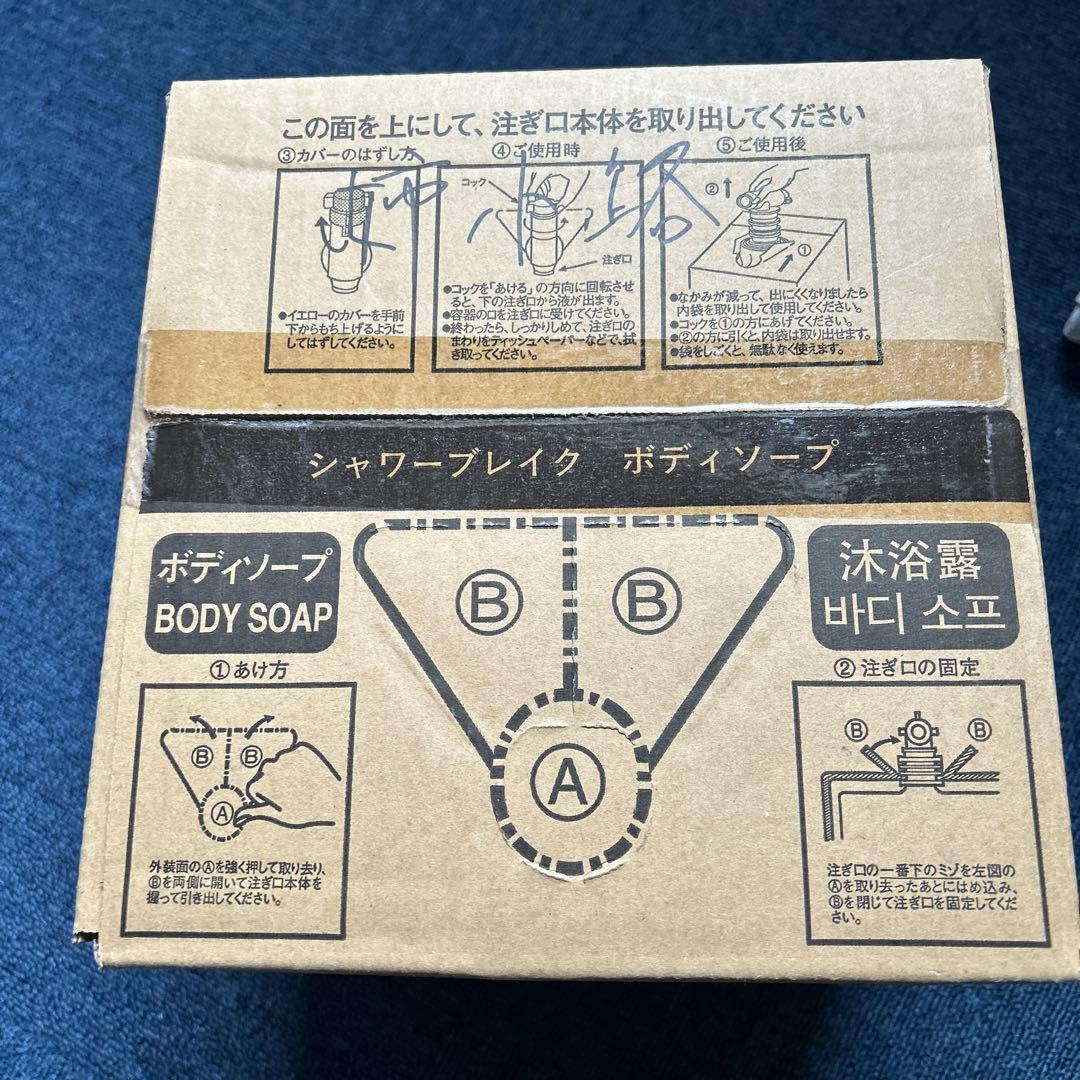 この面を上にして、注ぎ口本体を取り出してください
③カバーのはずし方
●イエローのカバーを手前
下からもち上げるように
してはずしてください。
④ご使用時
コック
注ぎ口
●コックを「あける」の方向に回転させ
ると、下の注ぎ口から液が出ます。
●容器の口を注ぎ口に受けてください。
●終わったら、しっかりしめて、注ぎ口の
まわりをティッシュペーパーなどで、拭
き取ってください。
⑤ご使用後
②
①
●なかみが減って、出にくくなりましたら
内袋を取り出して使用してください。
●コックを①の方にあげてください。
●②の方に引くと、内袋は取り出せます。
●袋をしごくと、無駄なく使えます。
シャワーブレイク ボディソープ
ボディソープ
BODY SOAP
Ⓑ Ⓑ
Ⓐ
沐浴露
바디 소프
①あけ方
Ⓑ Ⓑ
Ⓐ
外装面のⒶを強く押して取り去り、
Ⓑを両側に開いて注ぎ口本体を
握って引き出してください。
②注ぎ口の固定
Ⓑ Ⓑ
注ぎ口の一番下のミゾを左図の
Ⓐを取り去ったあとにはめ込み、
Ⓑを閉じて注ぎ口を固定してくだ
さい。